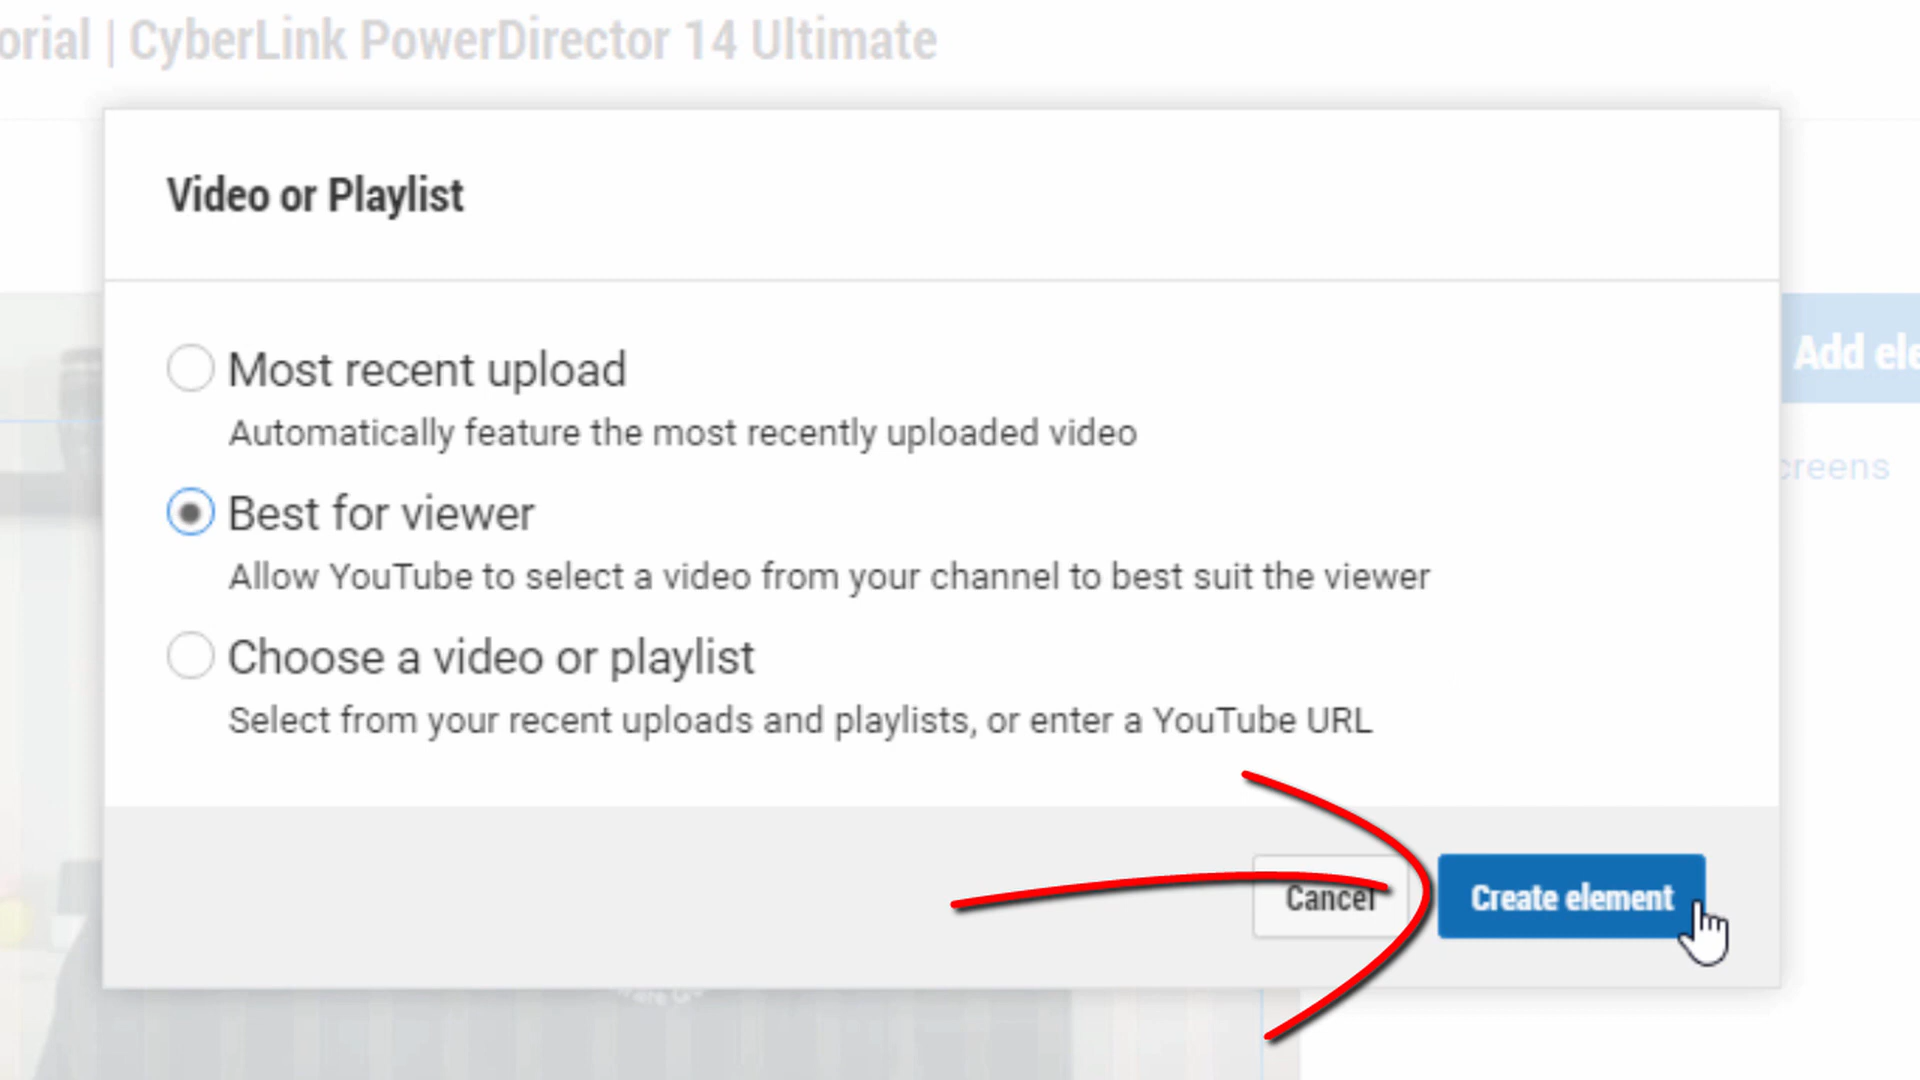 | CyberLink PowerDirector 14 Ultimate
Video or Playlist
Most recent upload
Automatically feature the most recently uploaded video
Add
Best for viewer
Allow YouTube to select a video from your channel to best suit the viewer
Choose a video or playlist
Select from your recent uploads and playlists, or enter a YouTube URL
Cancel
Create element